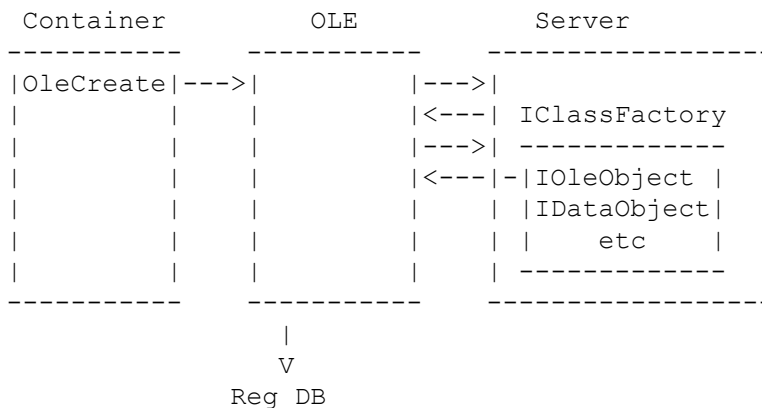 Container OLE Server
----------- ----------- ------------------
|OleCreate|--->| |--->|
| | | |<---| IClassFactory
| | | |--->| -------------
| | | |<---|-|IOleObject |
| | | | | |IDataObject|
| | | | | | etc |
| | | | | -------------
----------- ----------- ------------------
|
V
Reg DB